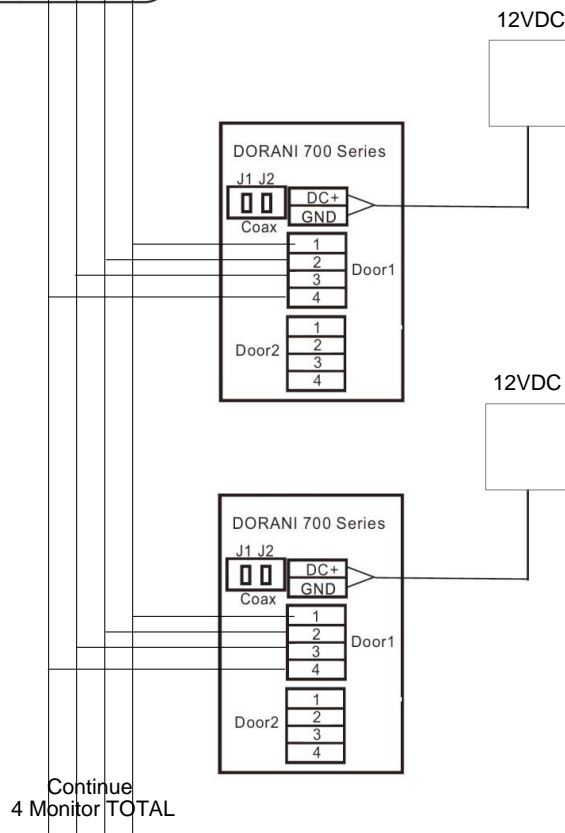 12VDC
DORANI 700 Series
J1 J2
DC+
GND
Coax
1
2
3
4
Door1
1
2
3
4
Door2
12VDC
DORANI 700 Series
J1 J2
DC+
GND
Coax
1
2
3
4
Door1
1
2
3
4
Door2
Continue
4 Monitor TOTAL